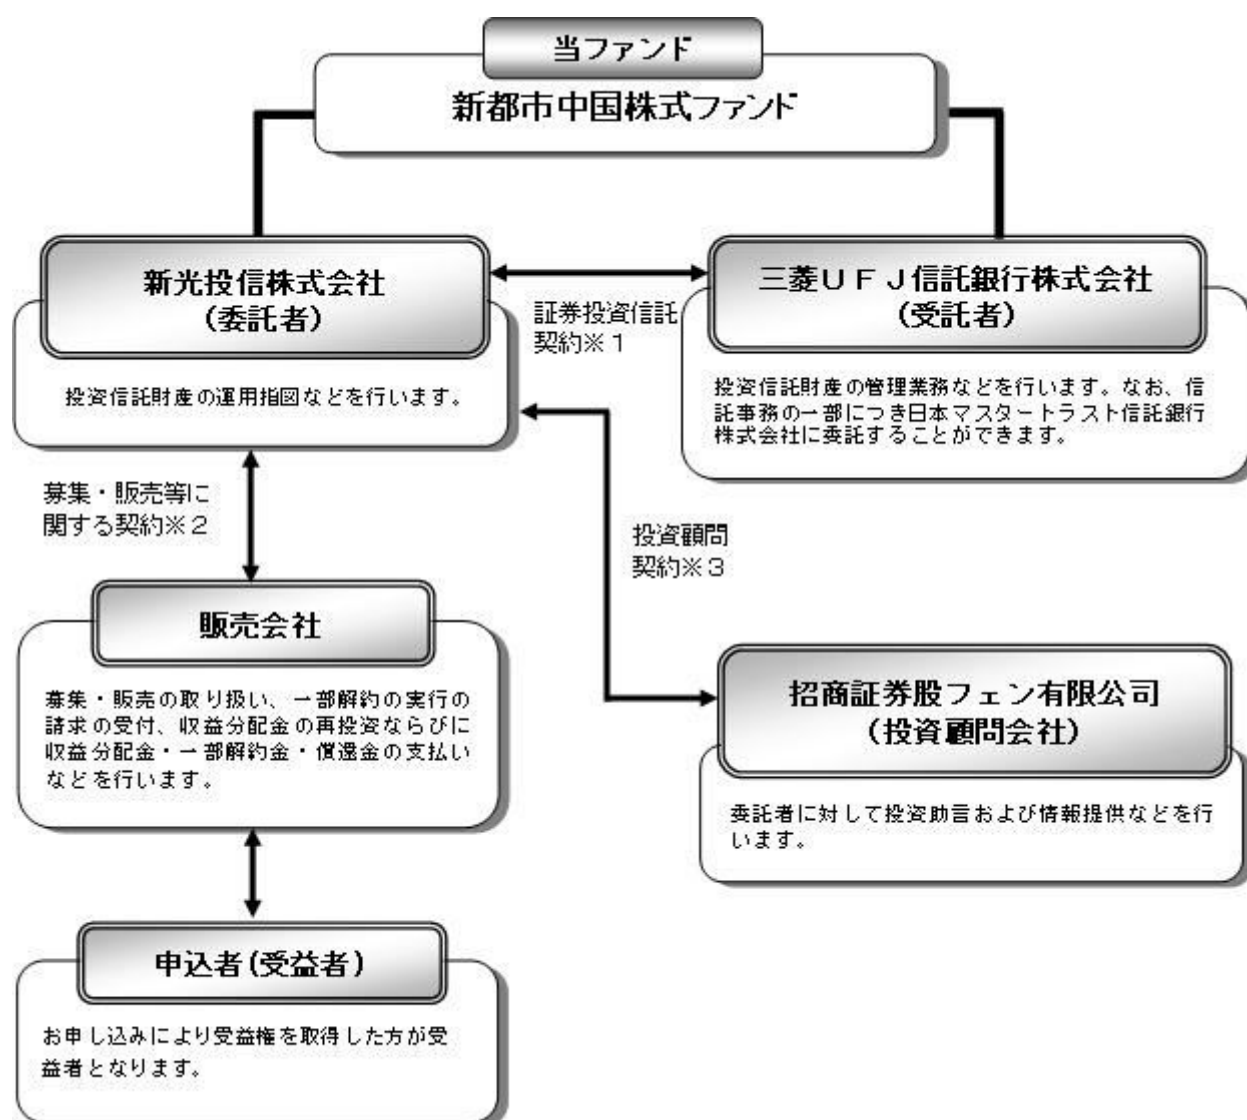 当ファンド
新都市中国株式ファンド
新光投信株式会社
(委託者)
投資信託財産の運用指図などを行います。
証券投資信託
契約※１
三菱ＵＦＪ信託銀行株式会社
(受託者)
投資信託財産の管理業務などを行います。なお、信
託事務の一部につき日本マスタートラスト信託銀行
株式会社に委託することができます。
募集・販売等に
関する契約※２
投資顧問
契約※３
販売会社
募集・販売の取り扱い、一部解約の実行の
請求の受付、収益分配金の再投資ならびに
収益分配金・一部解約金・償還金の支払い
などを行います。
招商証券股フェン有限公司
(投資顧問会社)
委託者に対して投資助言および情報提供などを行
います。
申込者(受益者)
お申し込みにより受益権を取得した方が受
益者となります。